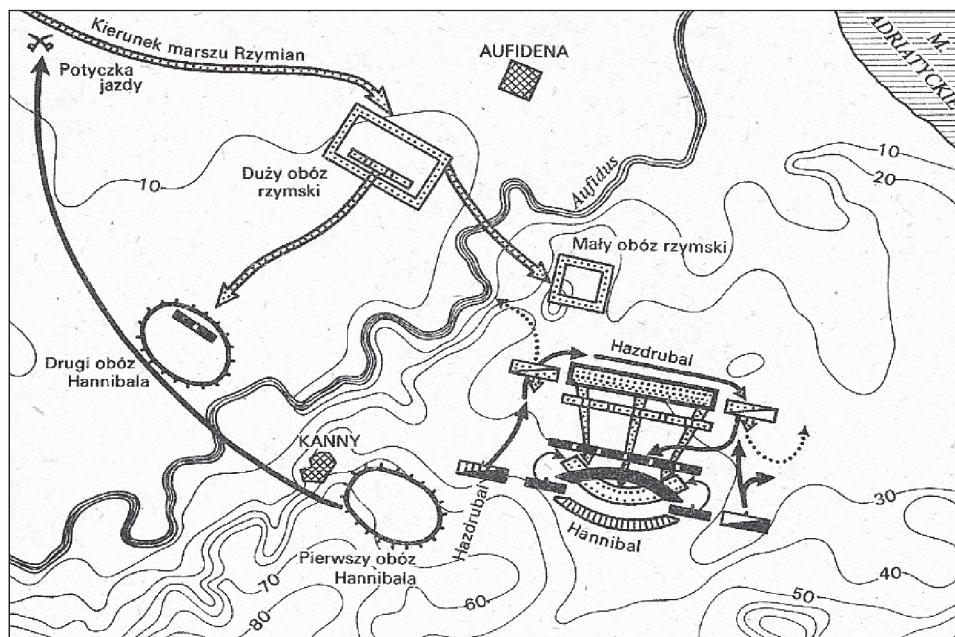 Kierunek marszu Rzymian
Potyczka
jazdy
AUFIDENA
M.
ADRIATYCKIE
Duży obóz
rzymski
10
Aufidus
10
20
Mały obóz rzymski
Drugi obóz
Hannibala
Hazdrubal
KANNY
Hazdrubal
Hannibal
Pierwszy obóz
Hannibala
30
40
50
60
70
80